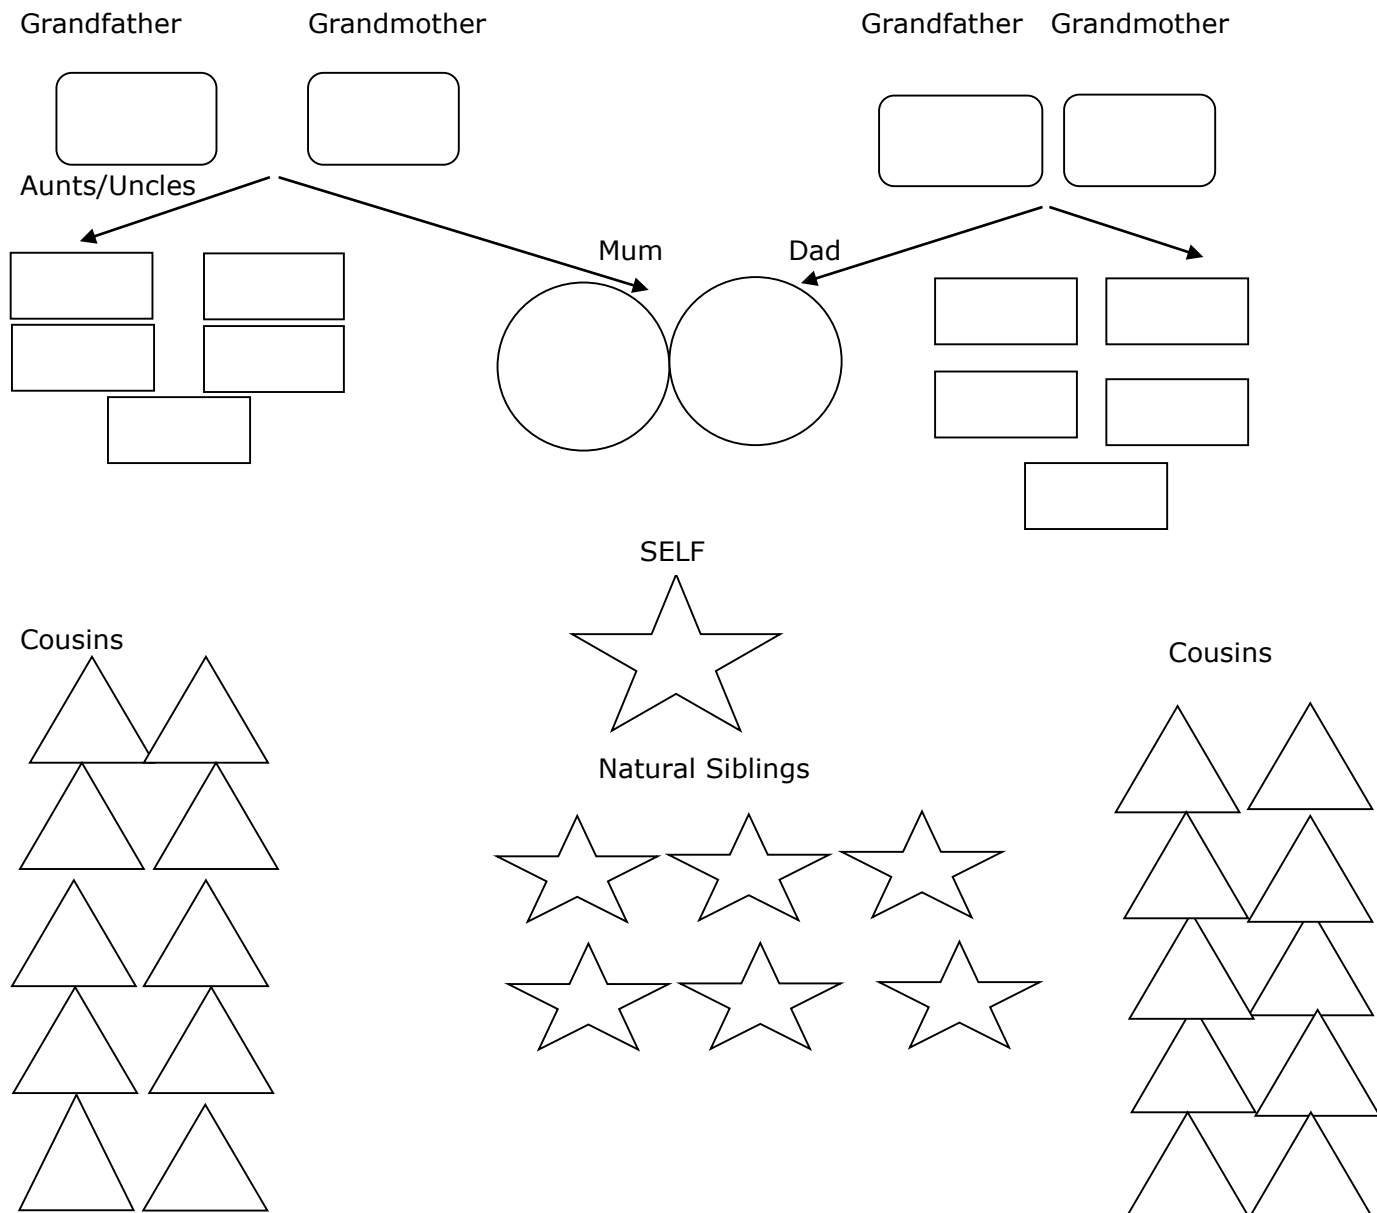 Grandfather Grandmother Grandfather Grandmother
Aunts/Uncles
Mum Dad
SELF
Cousins
Cousins
Natural Siblings